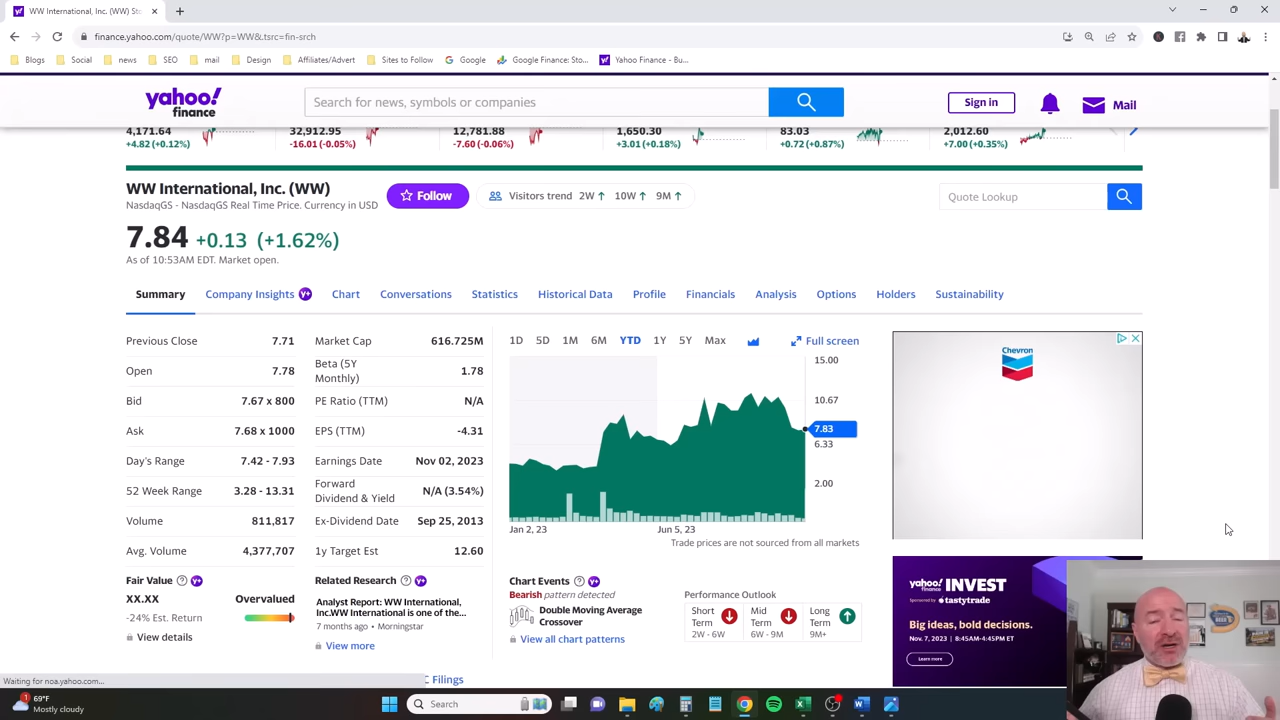 WW International, Inc. (WW) Sto
finance.yahoo.com/quote/WW?p=WW&.tsrc=fin-srch
Blogs Social news SEO mail Design Affiliates/Advert Sites to Follow Google Google Finance: Sto... Yahoo Finance - Bu...
yahoo! finance
Search for news, symbols or companies
Sign in
Mail
4,171.64 32,912.95 12,781.88 1,650.30 83.03 2,012.60
+4.82 (+0.12%) -16.01 (-0.05%) -7.60 (-0.06%) +3.01 (+0.18%) +0.72 (+0.87%) +7.00 (+0.35%)
WW International, Inc. (WW)
Follow
Visitors trend 2W ↑ 10W ↑ 9M ↑
Quote Lookup
NasdaqGS - NasdaqGS Real Time Price. Currency in USD
7.84 +0.13 (+1.62%)
As of 10:53AM EDT. Market open.
Summary Company Insights Y+ Chart Conversations Statistics Historical Data Profile Financials Analysis Options Holders Sustainability
Previous Close 7.71
Open 7.78
Bid 7.67 x 800
Ask 7.68 x 1000
Day's Range 7.42 - 7.93
52 Week Range 3.28 - 13.31
Volume 811,817
Avg. Volume 4,377,707
Market Cap 616.725M
Beta (5Y Monthly) 1.78
PE Ratio (TTM) N/A
EPS (TTM) -4.31
Earnings Date Nov 02, 2023
Forward Dividend & Yield N/A (3.54%)
Ex-Dividend Date Sep 25, 2013
1y Target Est 12.60
1D 5D 1M 6M YTD 1Y 5Y Max
Full screen
15.00
10.67
7.83
6.33
2.00
Jan 2, 23 Jun 5, 23
Trade prices are not sourced from all markets
Fair Value
XX.XX Overvalued
-24% Est. Return
View details
Related Research
Analyst Report: WW International,
Inc.WW International is one of the...
7 months ago • Morningstar
View more
Chart Events
Bearish pattern detected
Double Moving Average
Crossover
View all chart patterns
Performance Outlook
Short Term 2W - 6W
Mid Term 6W - 9M
Long Term 9M+
Chevron
yahoo! finance INVEST
Sponsored by tastytrade
Big ideas, bold decisions.
Nov. 7, 2023 | 8:45AM-4:45PM ET
Learn more
C Filings
Waiting for noa.yahoo.com...
1
69°F
Mostly cloudy
Search